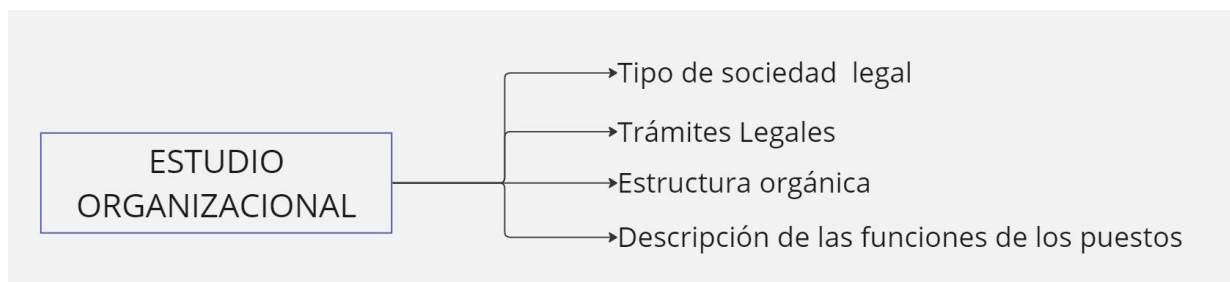 ESTUDIO
ORGANIZACIONAL
Tipo de sociedad legal
Trámites Legales
Estructura orgánica
Descripción de las funciones de los puestos